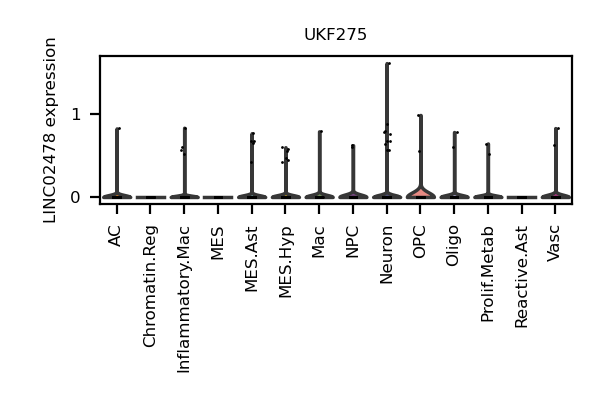 UKF275
LINC02478 expression
1
0
AC
Chromatin.Reg
Inflammatory.Mac
MES
MES.Ast
MES.Hyp
Mac
NPC
Neuron
OPC
Oligo
Prolif.Metab
Reactive.Ast
Vasc